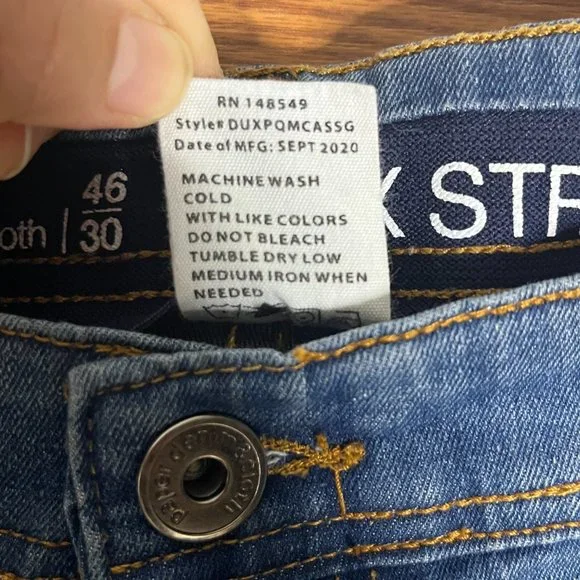 RN 148549
Style# DUXPQMCASSG
Date of MFG: SEPT 2020
MACHINE WASH
COLD
WITH LIKE COLORS
DO NOT BLEACH
TUMBLE DRY LOW
MEDIUM IRON WHEN
NEEDED
oth | 46
30
X STR